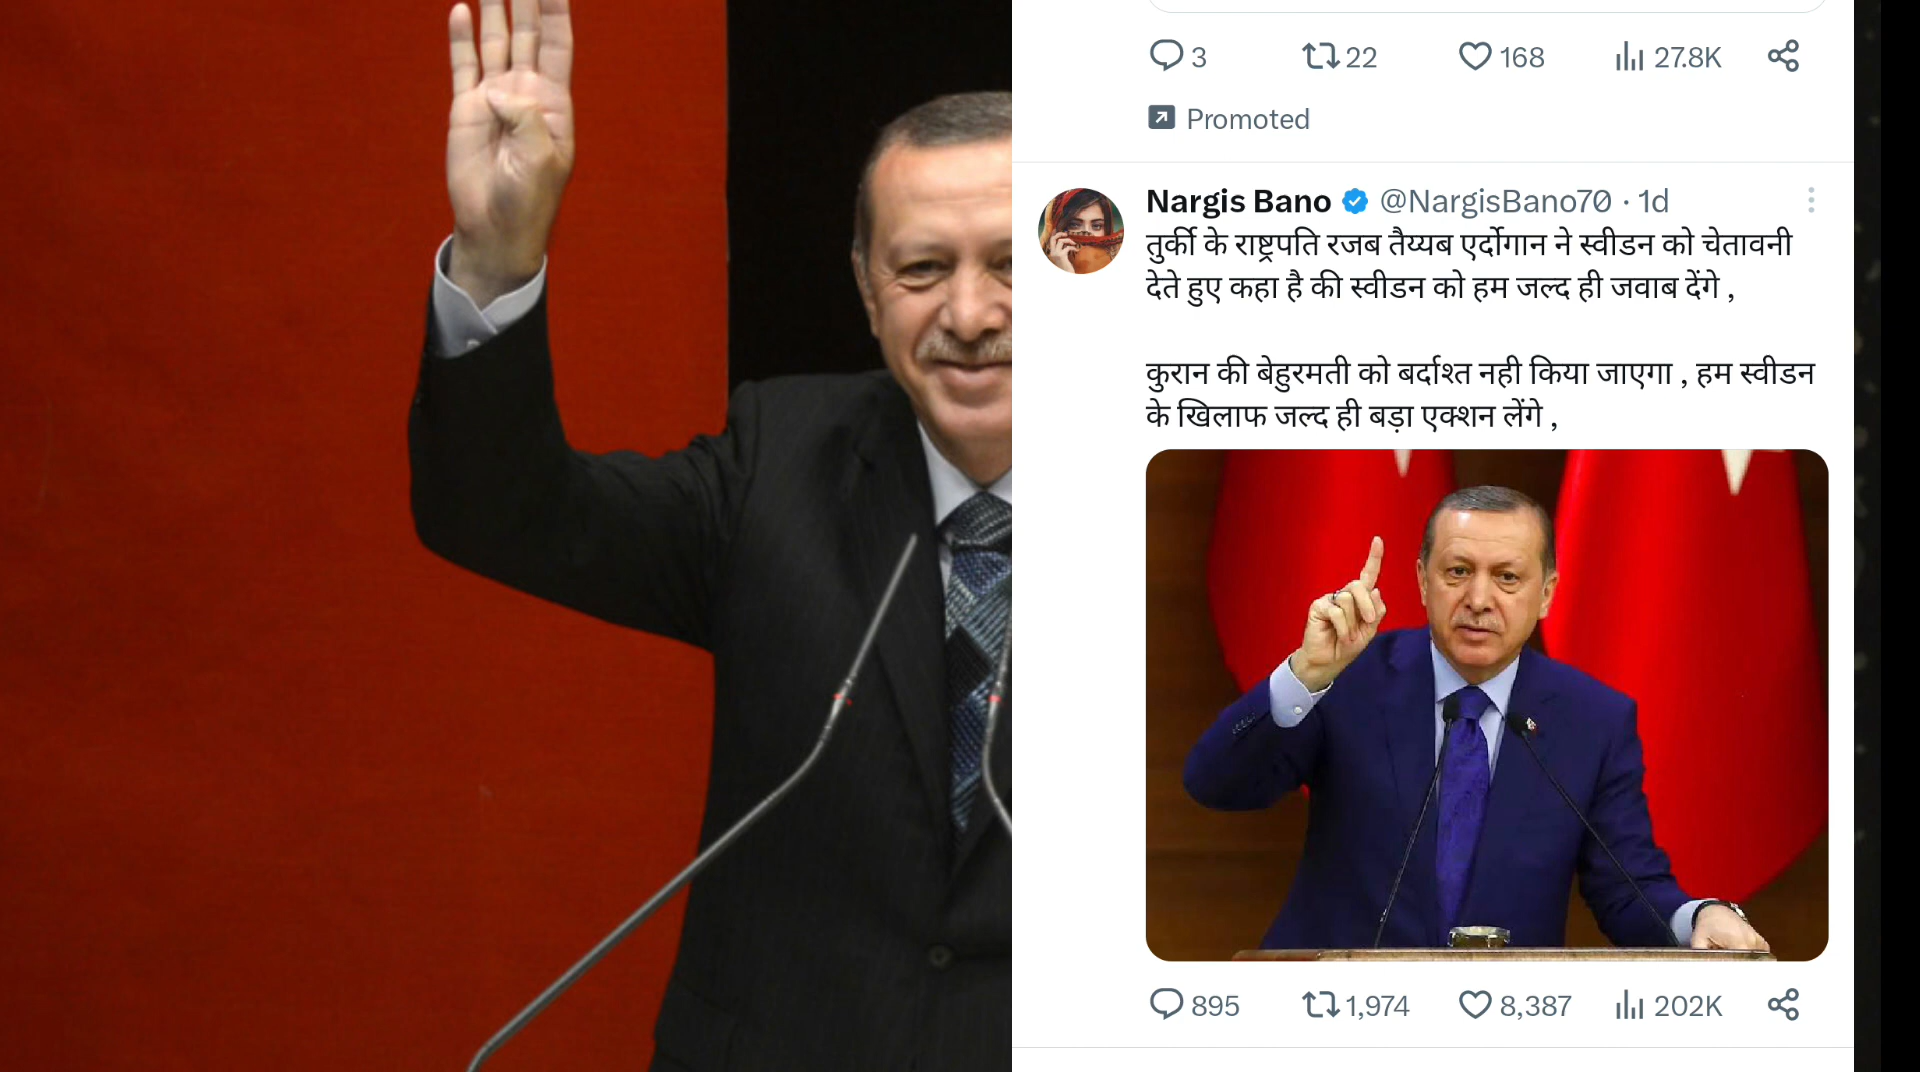 3 22 168 27.8K
Promoted
Nargis Bano @NargisBano70 · 1d
तुर्की के राष्ट्रपति रजब तैय्यब एर्दोगान ने स्वीडन को चेतावनी
देते हुए कहा है की स्वीडन को हम जल्द ही जवाब देंगे ,
कुरान की बेहुरमती को बर्दाश्त नही किया जाएगा , हम स्वीडन
के खिलाफ जल्द ही बड़ा एक्शन लेंगे ,
895 1,974 8,387 202K